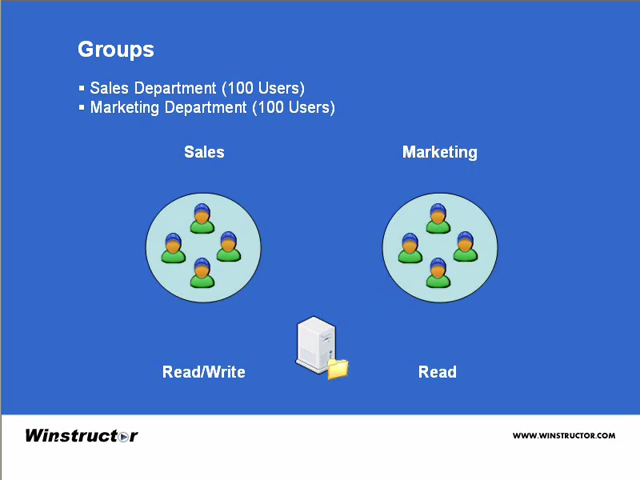 Groups
▪ Sales Department (100 Users)
▪ Marketing Department (100 Users)
Sales Marketing
Read/Write Read
Winstructor WWW.WINSTRUCTOR.COM